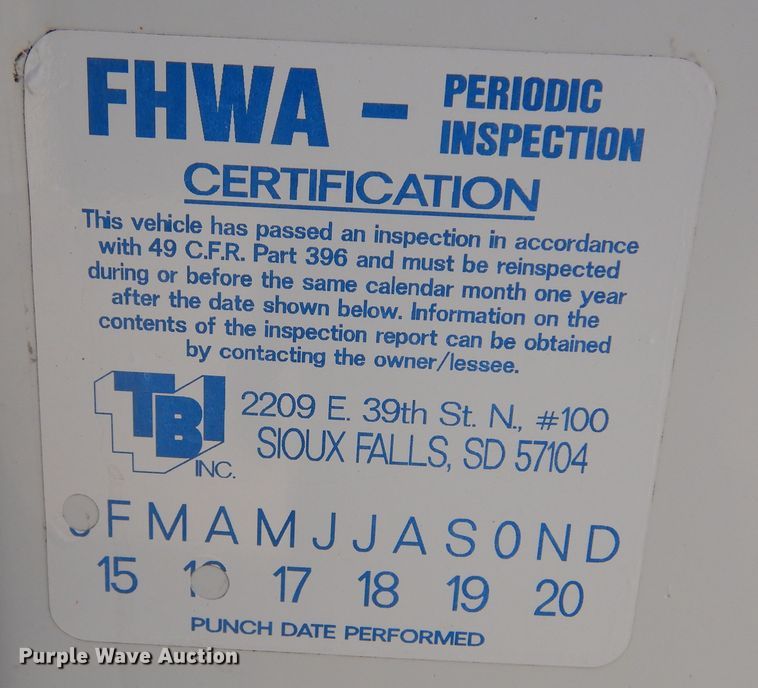 FHWA – PERIODIC INSPECTION
CERTIFICATION
This vehicle has passed an inspection in accordance
with 49 C.F.R. Part 396 and must be reinspected
during or before the same calendar month one year
after the date shown below. Information on the
contents of the inspection report can be obtained
by contacting the owner/lessee.
TBI INC.
2209 E. 39th St. N., #100
SIOUX FALLS, SD 57104
J F M A M J J A S O N D
15 16 17 18 19 20
PUNCH DATE PERFORMED
Purple Wave Auction